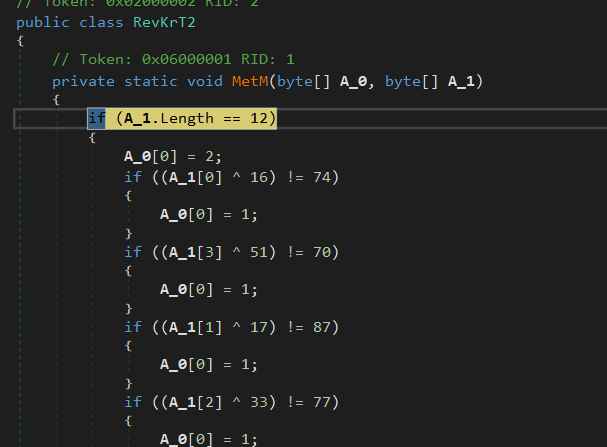 // Token: 0x02000002 RID: 2
public class RevKrT2
{
// Token: 0x06000001 RID: 1
private static void MetM(byte[] A_0, byte[] A_1)
{
if (A_1.Length == 12)
{
A_0[0] = 2;
if ((A_1[0] ^ 16) != 74)
{
A_0[0] = 1;
}
if ((A_1[3] ^ 51) != 70)
{
A_0[0] = 1;
}
if ((A_1[1] ^ 17) != 87)
{
A_0[0] = 1;
}
if ((A_1[2] ^ 33) != 77)
{
A_0[0] = 1;